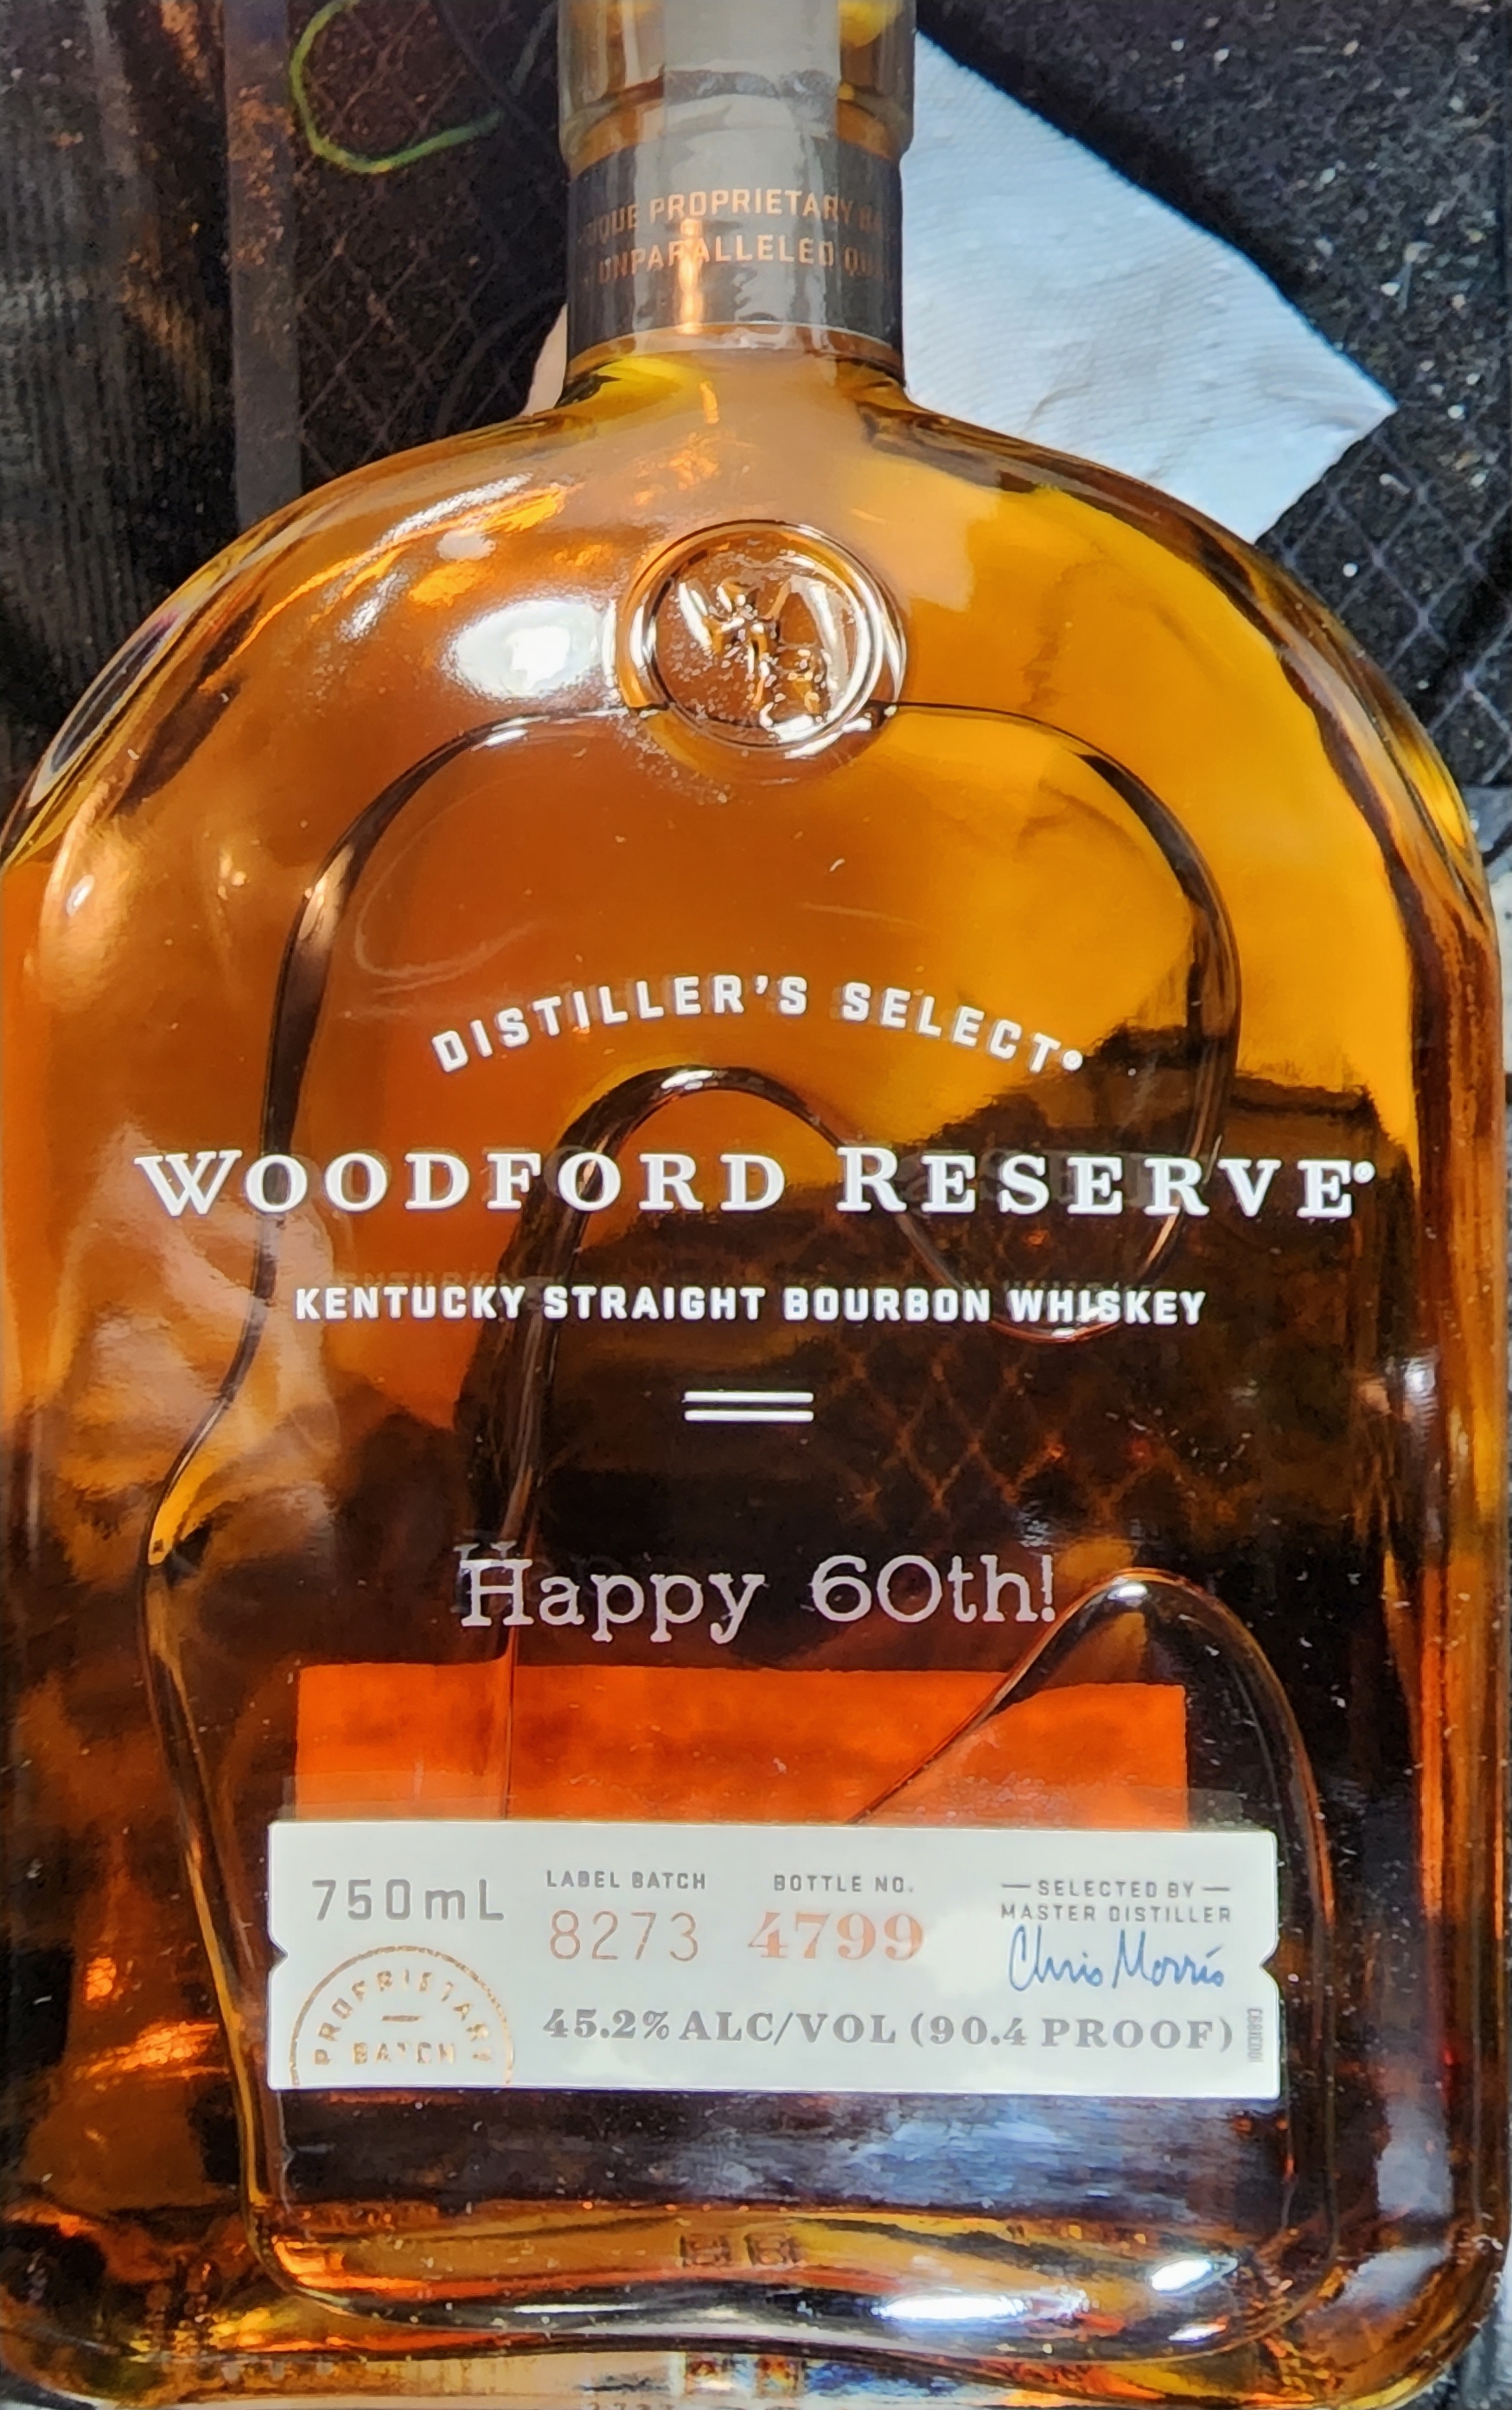 PROPRIETARY
UNPARALLELED
DISTILLER'S SELECT®
WOODFORD RESERVE®
KENTUCKY STRAIGHT BOURBON WHISKEY
Happy 60th!
750mL
PROPRIETARY
BATCH
LABEL BATCH
8273
BOTTLE NO.
4799
— SELECTED BY —
MASTER DISTILLER
Chris Morris
45.2% ALC/VOL (90.4 PROOF)